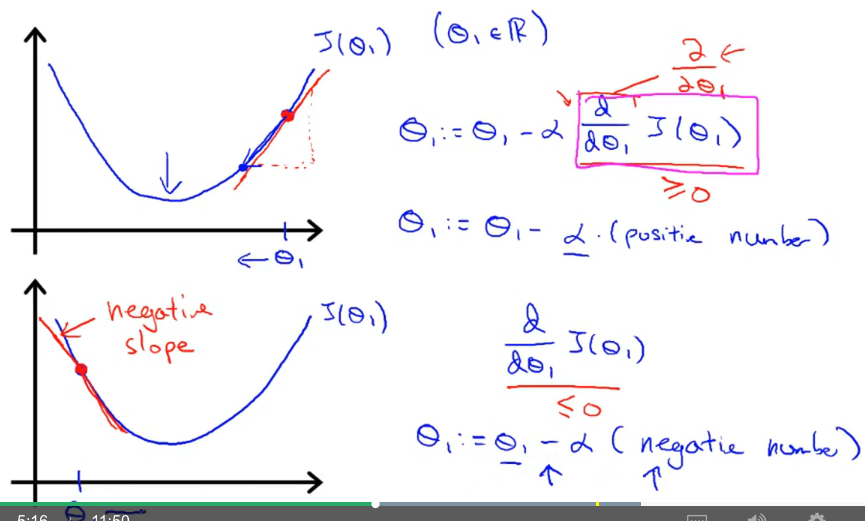 J(Θ₁) (Θ₁ ∈ ℝ)
∂/∂Θ₁
Θ₁ := Θ₁ - α d/dΘ₁ J(Θ₁)
≥ 0
Θ₁ := Θ₁ - α · (positie number)
← Θ₁
negative
slope
J(Θ₁)
d/dΘ₁ J(Θ₁)
≤ 0
Θ₁ := Θ₁ - α (negatie number)
5:16 / 11:50